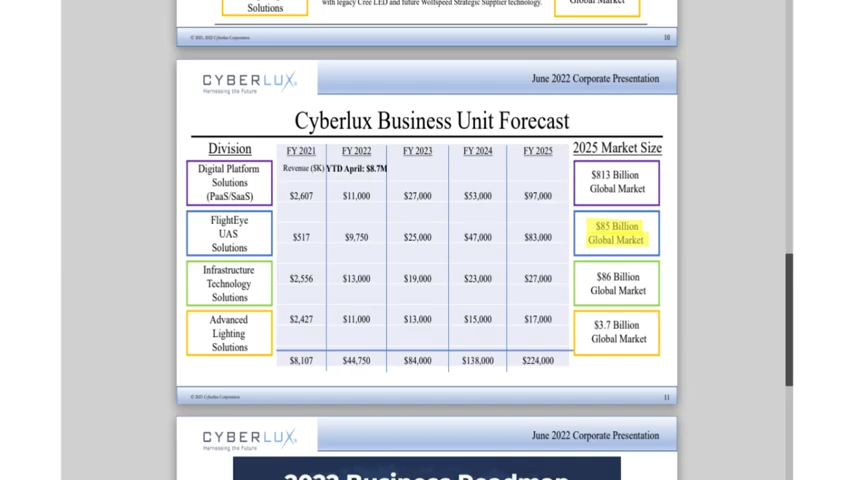 Solutions
with legacy Cree LED and future Wolfspeed Strategic Supplier technology.
Global Market
10
CYBERLUX
Harnessing the Future
June 2022 Corporate Presentation
Cyberlux Business Unit Forecast
Division
FY 2021 FY 2022 FY 2023 FY 2024 FY 2025
2025 Market Size
Revenue ($K) YTD April: $8.7M
Digital Platform
Solutions
(PaaS/SaaS)
$2,607 $11,000 $27,000 $53,000 $97,000
$813 Billion
Global Market
FlightEye
UAS
Solutions
$517 $9,750 $25,000 $47,000 $83,000
$85 Billion
Global Market
Infrastructure
Technology
Solutions
$2,556 $13,000 $19,000 $23,000 $27,000
$86 Billion
Global Market
Advanced
Lighting
Solutions
$2,427 $11,000 $13,000 $15,000 $17,000
$3.7 Billion
Global Market
$8,107 $44,750 $84,000 $138,000 $224,000
11
CYBERLUX
Harnessing the Future
June 2022 Corporate Presentation
2022 Business Roadmap